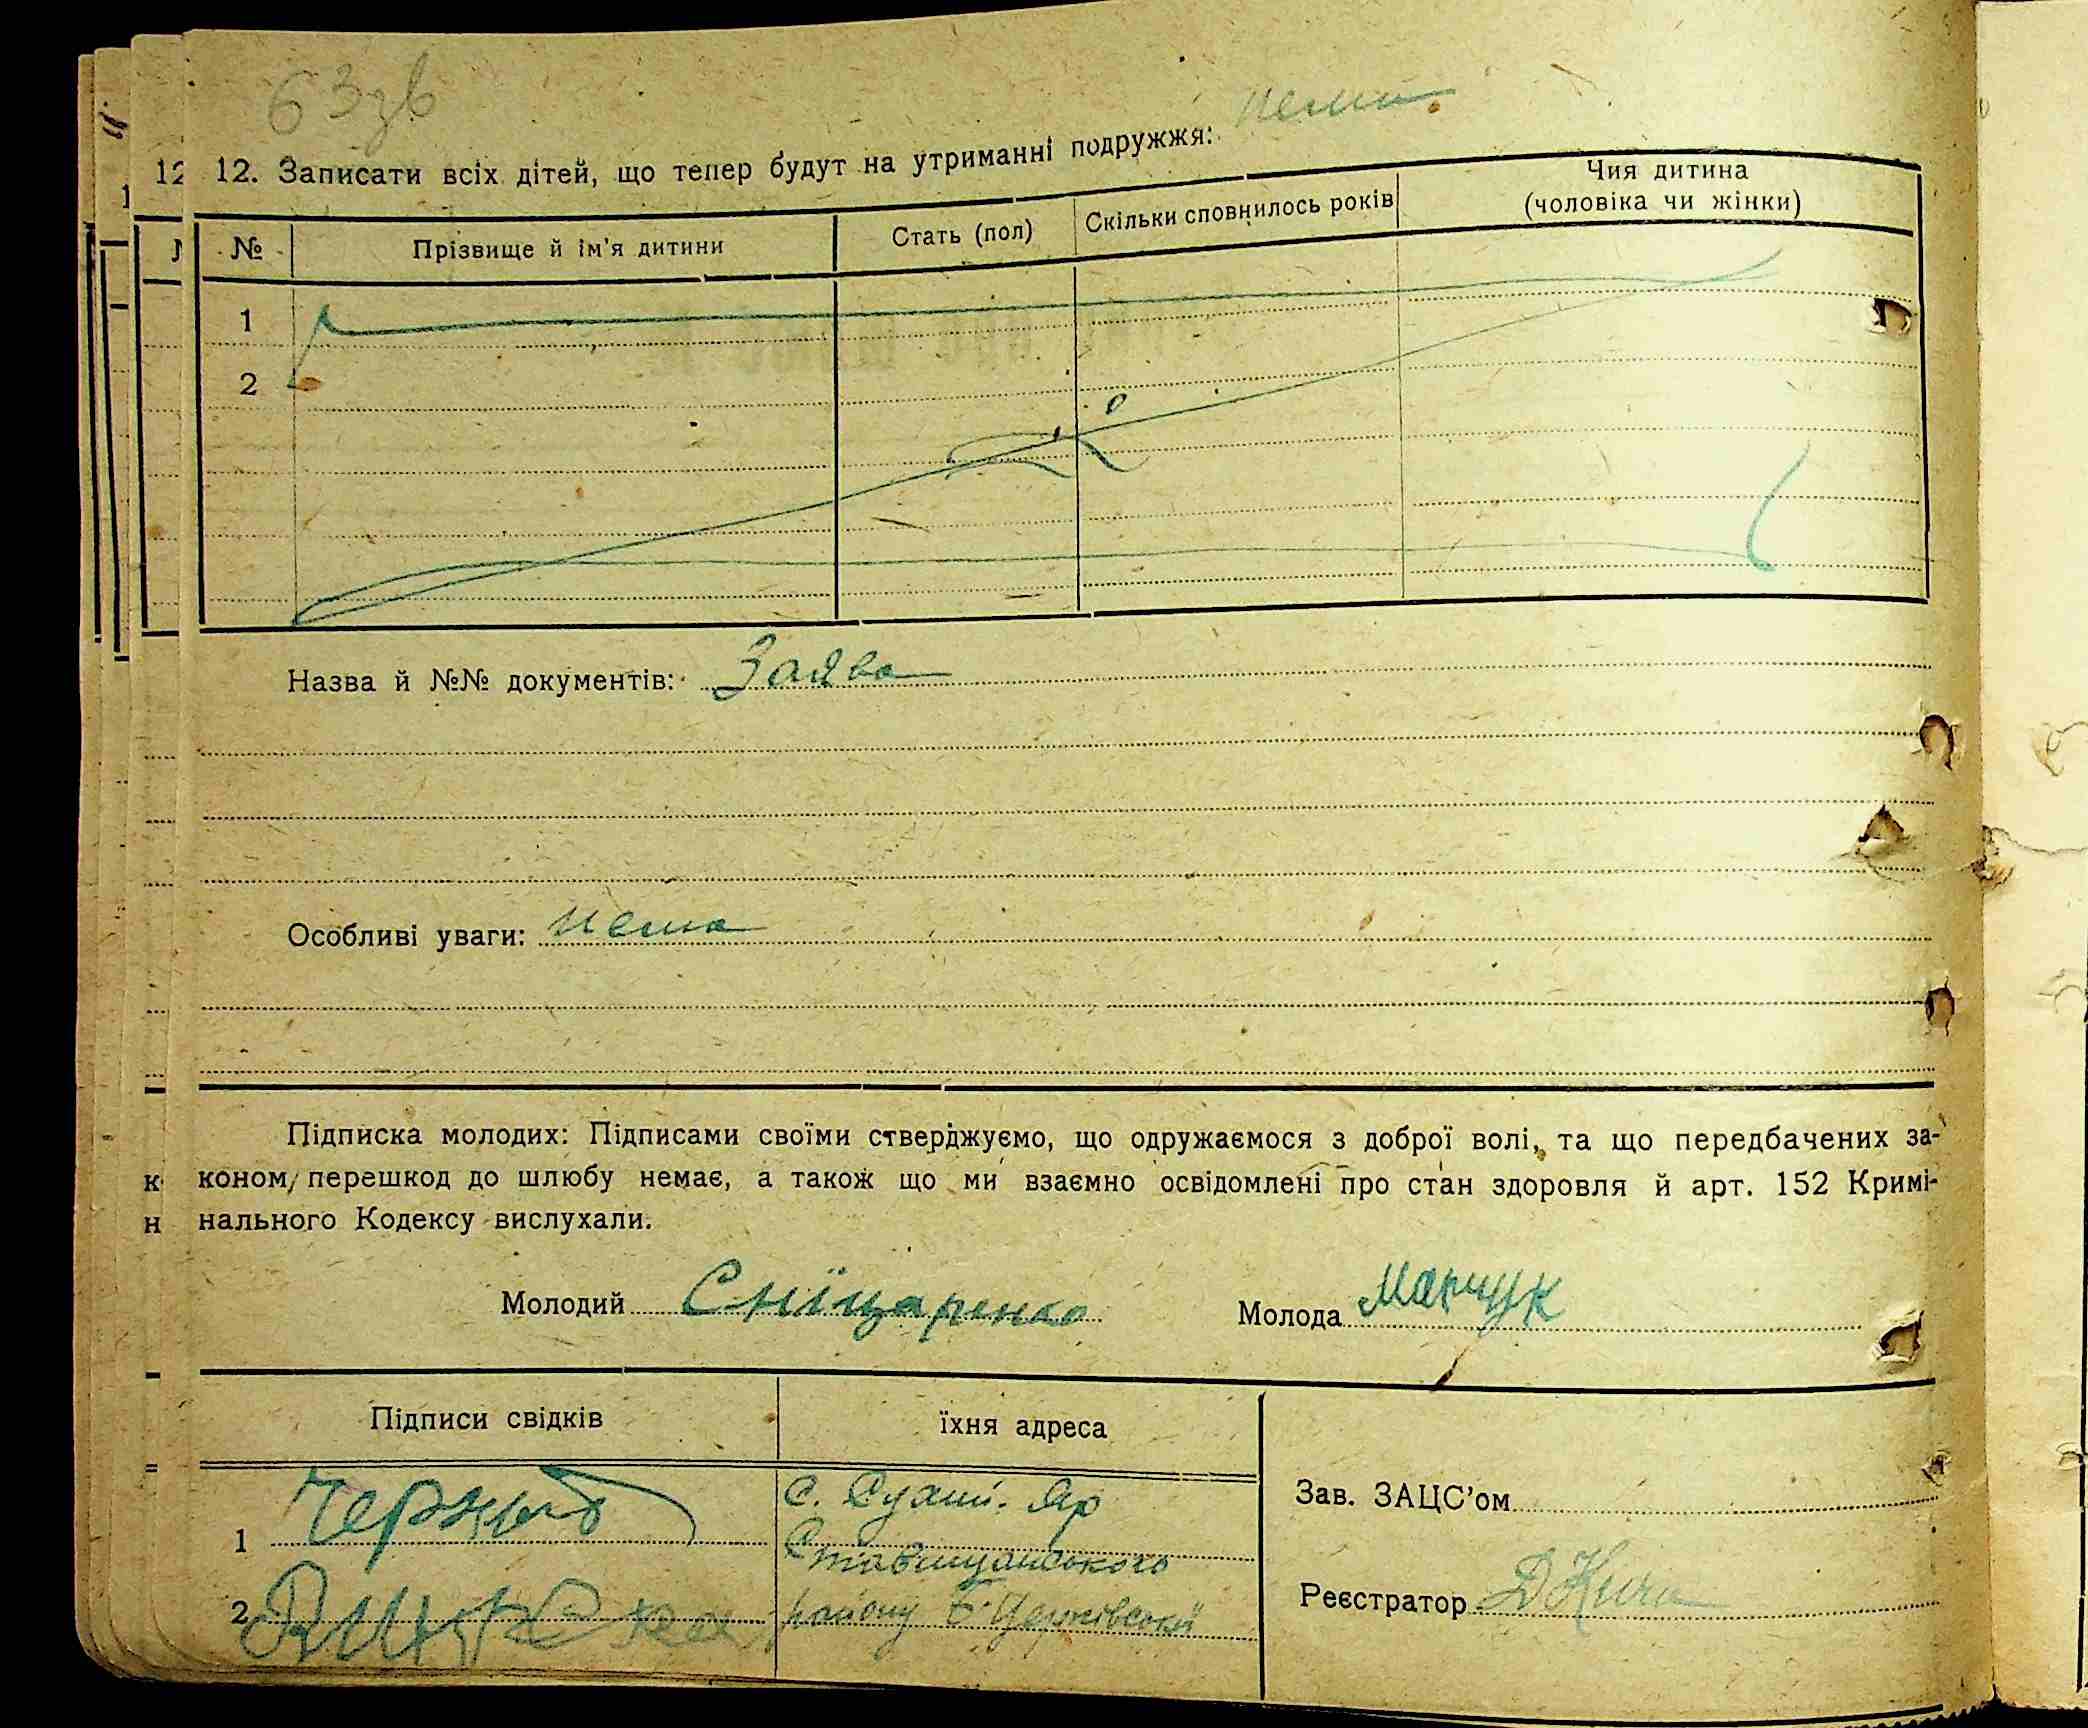 63зв
12. Записати всіх дітей, що тепер будут на утриманні подружжя: нема
№ Прізвище й ім'я дитини Стать (пол) Скільки сповнилось років Чия дитина (чоловіка чи жінки)
1
2
Назва й №№ документів: Заява
Особливі уваги: нема
Підписка молодих: Підписами своїми стверджуємо, що одружаємося з доброї волі, та що передбачених за-
коном перешкод до шлюбу немає, а також що ми взаємно освідомлені про стан здоровля й арт. 152 Кримі-
нального Кодексу вислухали.
Молодий Сніцаренко Молода Марчук
Підписи свідків їхня адреса
с. Сухий. Яр
Зав. ЗАЦС'ом
1 Ставищанського
2 району Б. Церківської
Реєстратор